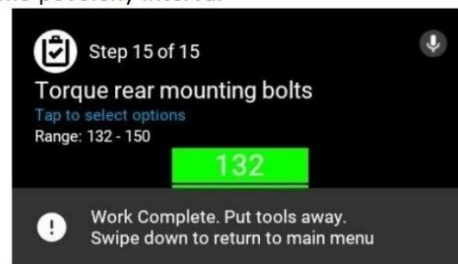 Step 15 of 15
Torque rear mounting bolts
Tap to select options
Range: 132 - 150
132
Work Complete. Put tools away.
Swipe down to return to main menu